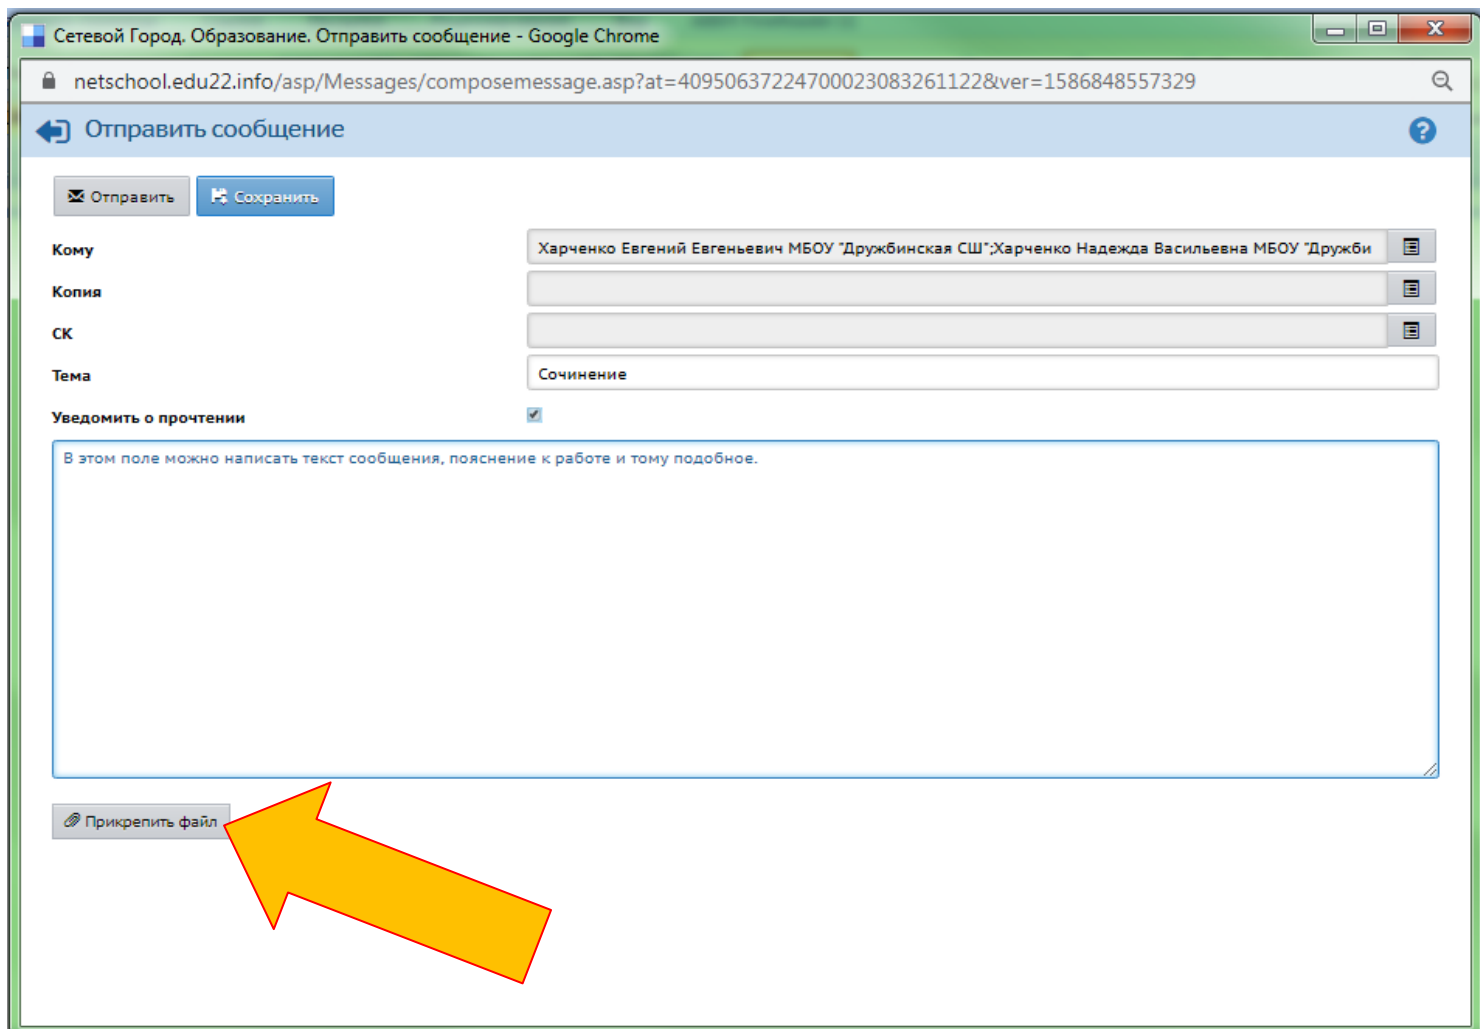 Сетевой Город. Образование. Отправить сообщение - Google Chrome
netschool.edu22.info/asp/Messages/composemessage.asp?at=40950637224700023083261122&ver=1586848557329
Отправить сообщение
Отправить Сохранить
Кому Харченко Евгений Евгеньевич МБОУ "Дружбинская СШ";Харченко Надежда Васильевна МБОУ "Дружби
Копия
СК
Тема Сочинение
Уведомить о прочтении
В этом поле можно написать текст сообщения, пояснение к работе и тому подобное.
Прикрепить файл